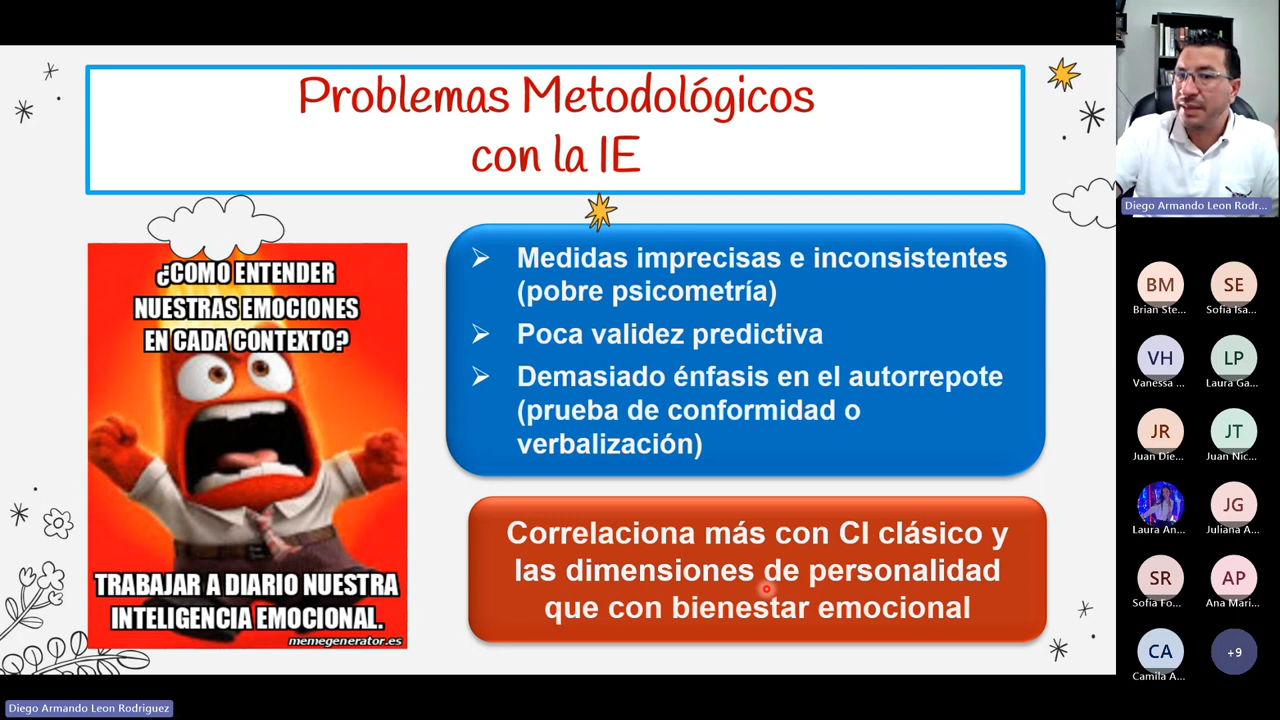 Problemas Metodológicos
con la IE
¿COMO ENTENDER
NUESTRAS EMOCIONES
EN CADA CONTEXTO?
TRABAJAR A DIARIO NUESTRA
INTELIGENCIA EMOCIONAL.
memegenerator.es
Medidas imprecisas e inconsistentes
(pobre psicometría)
Poca validez predictiva
Demasiado énfasis en el autorrepote
(prueba de conformidad o
verbalización)
Correlaciona más con CI clásico y
las dimensiones de personalidad
que con bienestar emocional
Diego Armando Leon Rodr...
BM
Brian Ste...
SE
Sofia Isa...
VH
Vanessa ...
LP
Laura Ga...
JR
Juan Die...
JT
Juan Nic...
Laura An...
JG
Juliana A...
SR
Sofia Fo...
AP
Ana Mari...
CA
Camila A...
+9
Diego Armando Leon Rodriguez